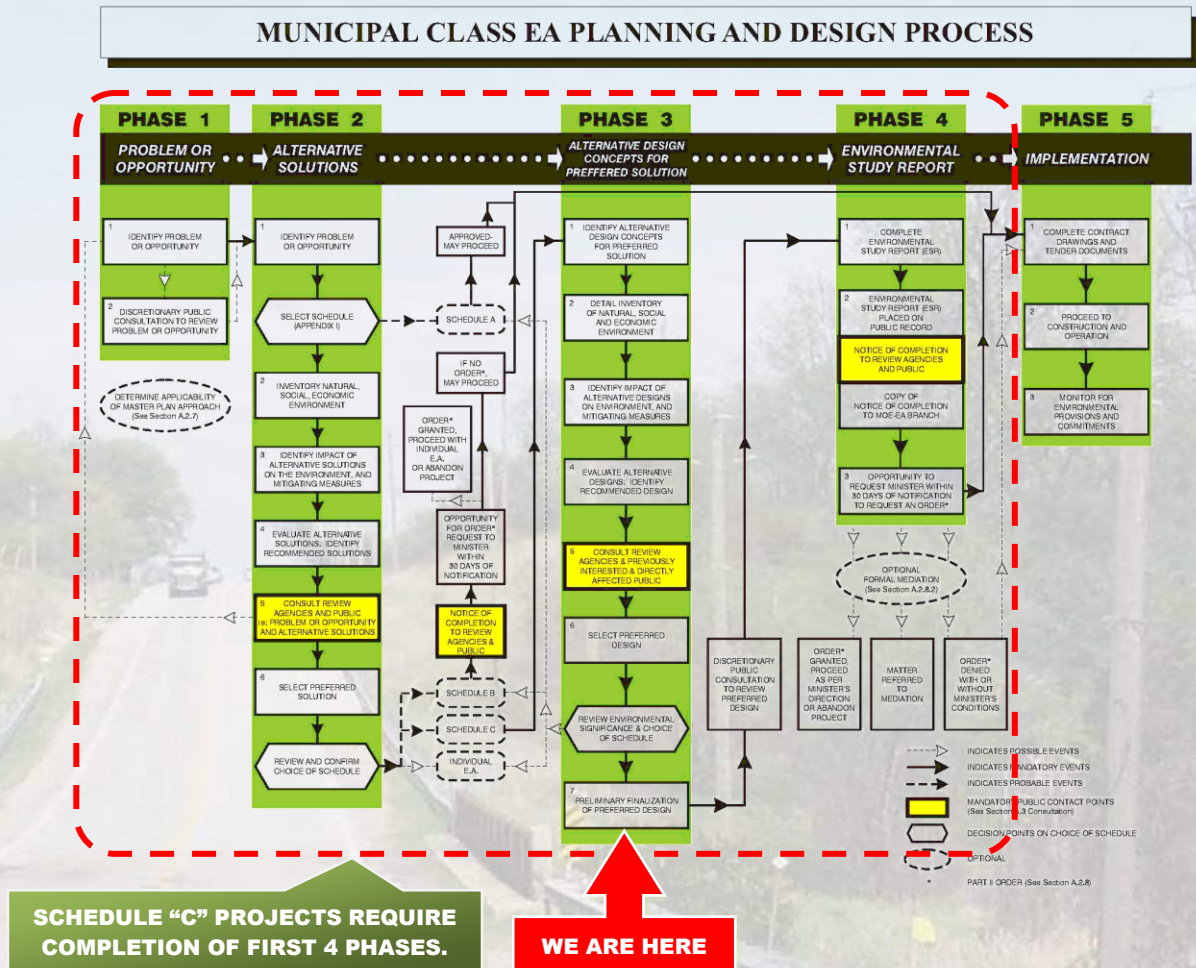 MUNICIPAL CLASS EA PLANNING AND DESIGN PROCESS
PHASE 1
PROBLEM OR
OPPORTUNITY
1
IDENTIFY PROBLEM
OR OPPORTUNITY
2
DISCRETIONARY PUBLIC
CONSULTATION TO REVIEW
PROBLEM OR OPPORTUNITY
DETERMINE APPLICABILITY
OF MASTER PLAN APPROACH
(See Section A.2.7)
PHASE 2
ALTERNATIVE
SOLUTIONS
1
IDENTIFY PROBLEM
OR OPPORTUNITY
SELECT SCHEDULE
(APPENDIX I)
2
INVENTORY NATURAL,
SOCIAL, ECONOMIC
ENVIRONMENT
3
IDENTIFY IMPACT OF
ALTERNATIVE SOLUTIONS
ON THE ENVIRONMENT, AND
MITIGATING MEASURES
4
EVALUATE ALTERNATIVE
SOLUTIONS: IDENTIFY
RECOMMENDED SOLUTIONS
5
CONSULT REVIEW
AGENCIES AND PUBLIC
re: PROBLEM OR OPPORTUNITY
AND ALTERNATIVE SOLUTIONS
6
SELECT PREFERRED
SOLUTION
REVIEW AND CONFIRM
CHOICE OF SCHEDULE
APPROVED-
MAY PROCEED
SCHEDULE A
IF NO
ORDER*,
MAY PROCEED
ORDER*
GRANTED,
PROCEED WITH
INDIVIDUAL
E.A.
OR ABANDON
PROJECT
OPPORTUNITY
FOR ORDER*
REQUEST TO
MINISTER
WITHIN
30 DAYS OF
NOTIFICATION
NOTICE OF
COMPLETION
TO REVIEW
AGENCIES &
PUBLIC
SCHEDULE B
SCHEDULE C
INDIVIDUAL
E.A.
PHASE 3
ALTERNATIVE DESIGN
CONCEPTS FOR
PREFFERED SOLUTION
1
IDENTIFY ALTERNATIVE
DESIGN CONCEPTS
FOR PREFERRED
SOLUTION
2
DETAIL INVENTORY
OF NATURAL, SOCIAL
AND ECONOMIC
ENVIRONMENT
3
IDENTIFY IMPACT OF
ALTERNATIVE DESIGNS
ON ENVIRONMENT, AND
MITIGATING MEASURES
4
EVALUATE ALTERNATIVE
DESIGNS: IDENTIFY
RECOMMENDED DESIGN
5
CONSULT REVIEW
AGENCIES & PREVIOUSLY
INTERESTED & DIRECTLY
AFFECTED PUBLIC
6
SELECT PREFERRED
DESIGN
REVIEW ENVIRONMENTAL
SIGNIFICANCE & CHOICE
OF SCHEDULE
7
PRELIMINARY FINALIZATION
OF PREFERRED DESIGN
DISCRETIONARY
PUBLIC
CONSULTATION
TO REVIEW
PREFERRED
DESIGN
PHASE 4
ENVIRONMENTAL
STUDY REPORT
1
COMPLETE
ENVIRONMENTAL
STUDY REPORT (ESR)
2
ENVIRONMENTAL
STUDY REPORT (ESR)
PLACED ON
PUBLIC RECORD
NOTICE OF COMPLETION
TO REVIEW AGENCIES
AND PUBLIC
COPY OF
NOTICE OF COMPLETION
TO MOE-EA BRANCH
3
OPPORTUNITY TO
REQUEST MINISTER WITHIN
30 DAYS OF NOTIFICATION
TO REQUEST AN ORDER*
OPTIONAL
FORMAL MEDIATION
(See Section A.2.8.2)
ORDER*
GRANTED,
PROCEED
AS PER
MINISTER'S
DIRECTION
OR ABANDON
PROJECT
MATTER
REFERRED
TO
MEDIATION
ORDER*
DENIED WITH
OR WITHOUT
MINISTER'S
CONDITIONS
PHASE 5
IMPLEMENTATION
1
COMPLETE CONTRACT
DRAWINGS AND
TENDER DOCUMENTS
2
PROCEED TO
CONSTRUCTION AND
OPERATION
3
MONITOR FOR
ENVIRONMENTAL
PROVISIONS AND
COMMITMENTS
INDICATES POSSIBLE EVENTS
INDICATES MANDATORY EVENTS
INDICATES PROBABLE EVENTS
MANDATORY PUBLIC CONTACT POINTS
(See Section A.3 Consultation)
DECISION POINTS ON CHOICE OF SCHEDULE
OPTIONAL
* PART II ORDER (See Section A.2.8)
SCHEDULE “C” PROJECTS REQUIRE
COMPLETION OF FIRST 4 PHASES.
WE ARE HERE